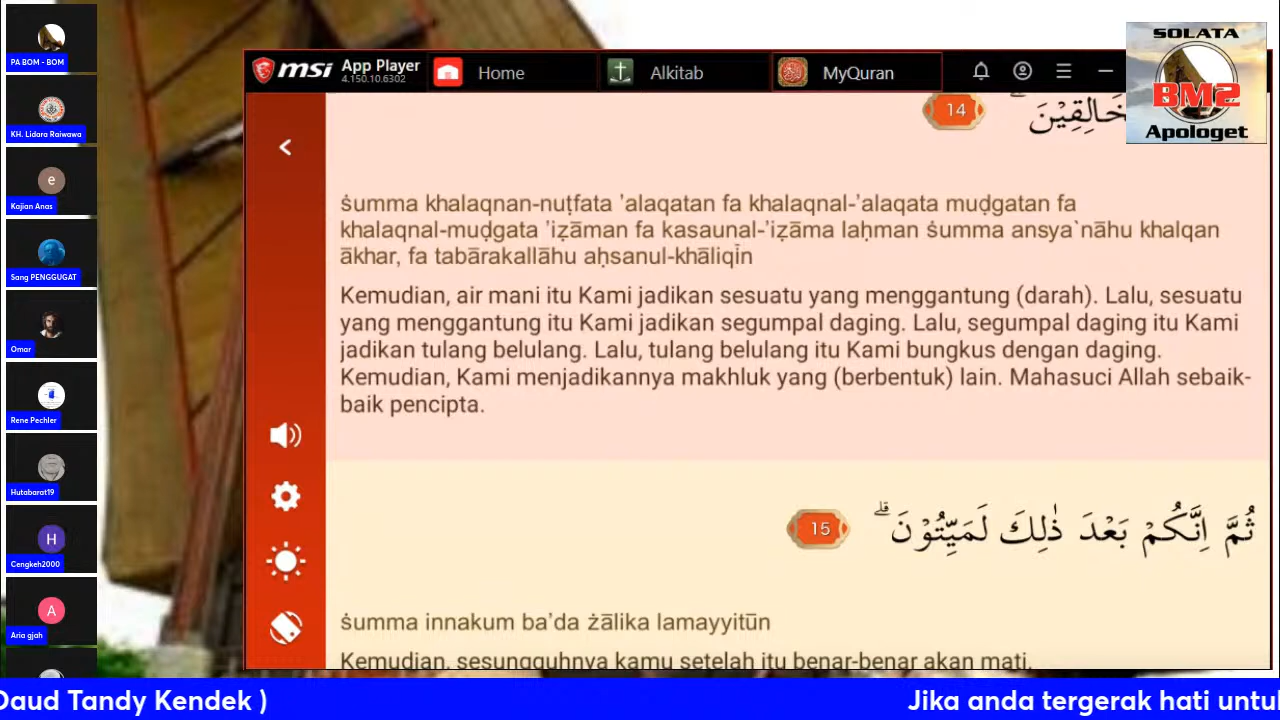 PA BOM - BOM
KH. Lidara Raiwawa
e
Kajian Anas
Sang PENGGUGAT
Omar
Rene Pechler
Hutabarat19
H
Cengkeh2000
A
Aria gjah
msi App Player
4.150.10.6302
Home
Alkitab
MyQuran
SOLATA
BM2
Apologet
خَالِقِيْنَۗ 14
ṡumma khalaqnan-nuṭfata 'alaqatan fa khalaqnal-'alaqata muḍgatan fa
khalaqnal-muḍgata 'iẓāman fa kasaunal-'iẓāma laḥman ṡumma ansya`nāhu khalqan
ākhar, fa tabārakallāhu aḥsanul-khāliqīn
Kemudian, air mani itu Kami jadikan sesuatu yang menggantung (darah). Lalu, sesuatu
yang menggantung itu Kami jadikan segumpal daging. Lalu, segumpal daging itu Kami
jadikan tulang belulang. Lalu, tulang belulang itu Kami bungkus dengan daging.
Kemudian, Kami menjadikannya makhluk yang (berbentuk) lain. Mahasuci Allah sebaik-
baik pencipta.
ثُمَّ اِنَّكُمْ بَعْدَ ذٰلِكَ لَمَيِّتُوْنَ ۗ 15
ṡumma innakum ba'da żālika lamayyitūn
Kemudian, sesungguhnya kamu setelah itu benar-benar akan mati.
Daud Tandy Kendek )
Jika anda tergerak hati untuk